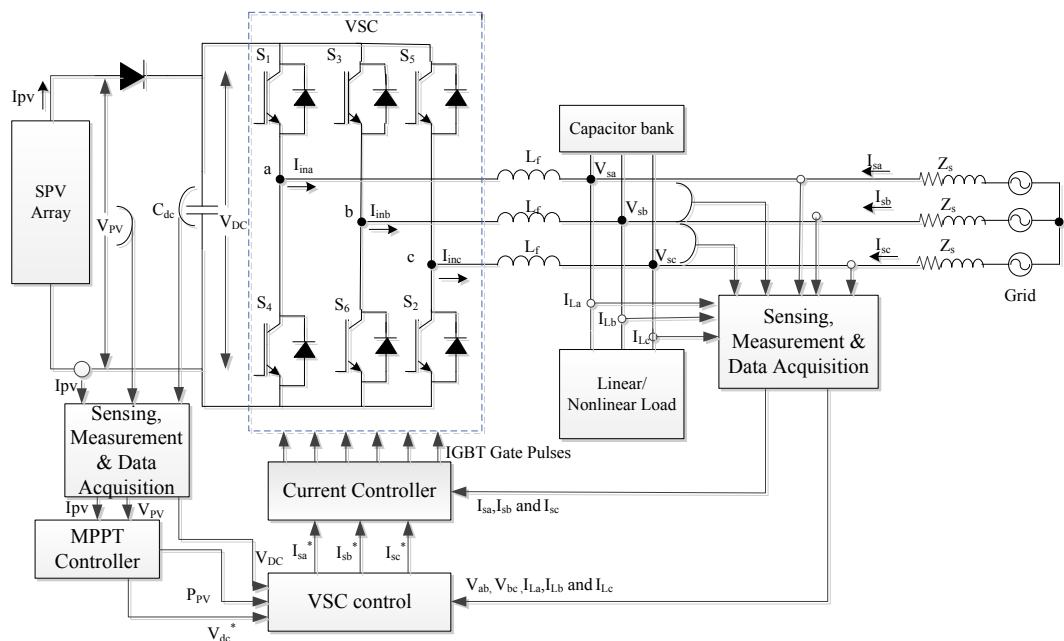 VSC
S1
S3
S5
Ipv
SPV
Array
VPV
Cdc
VDC
a
Iina
b
Iinb
c
Iinc
S4
S6
S2
Lf
Lf
Lf
Capacitor bank
Vsa
Vsb
Vsc
Isa
Isb
Isc
Zs
Zs
Zs
Grid
ILa
ILb
ILc
Linear/
Nonlinear Load
Sensing,
Measurement &
Data Acquisition
Ipv
Sensing,
Measurement
& Data
Acquisition
Ipv
VPV
MPPT
Controller
IGBT Gate Pulses
Current Controller
Isa,Isb and Isc
Isa*
Isb*
Isc*
VDC
PPV
Vdc*
VSC control
Vab, Vbc ,ILa,ILb and ILc